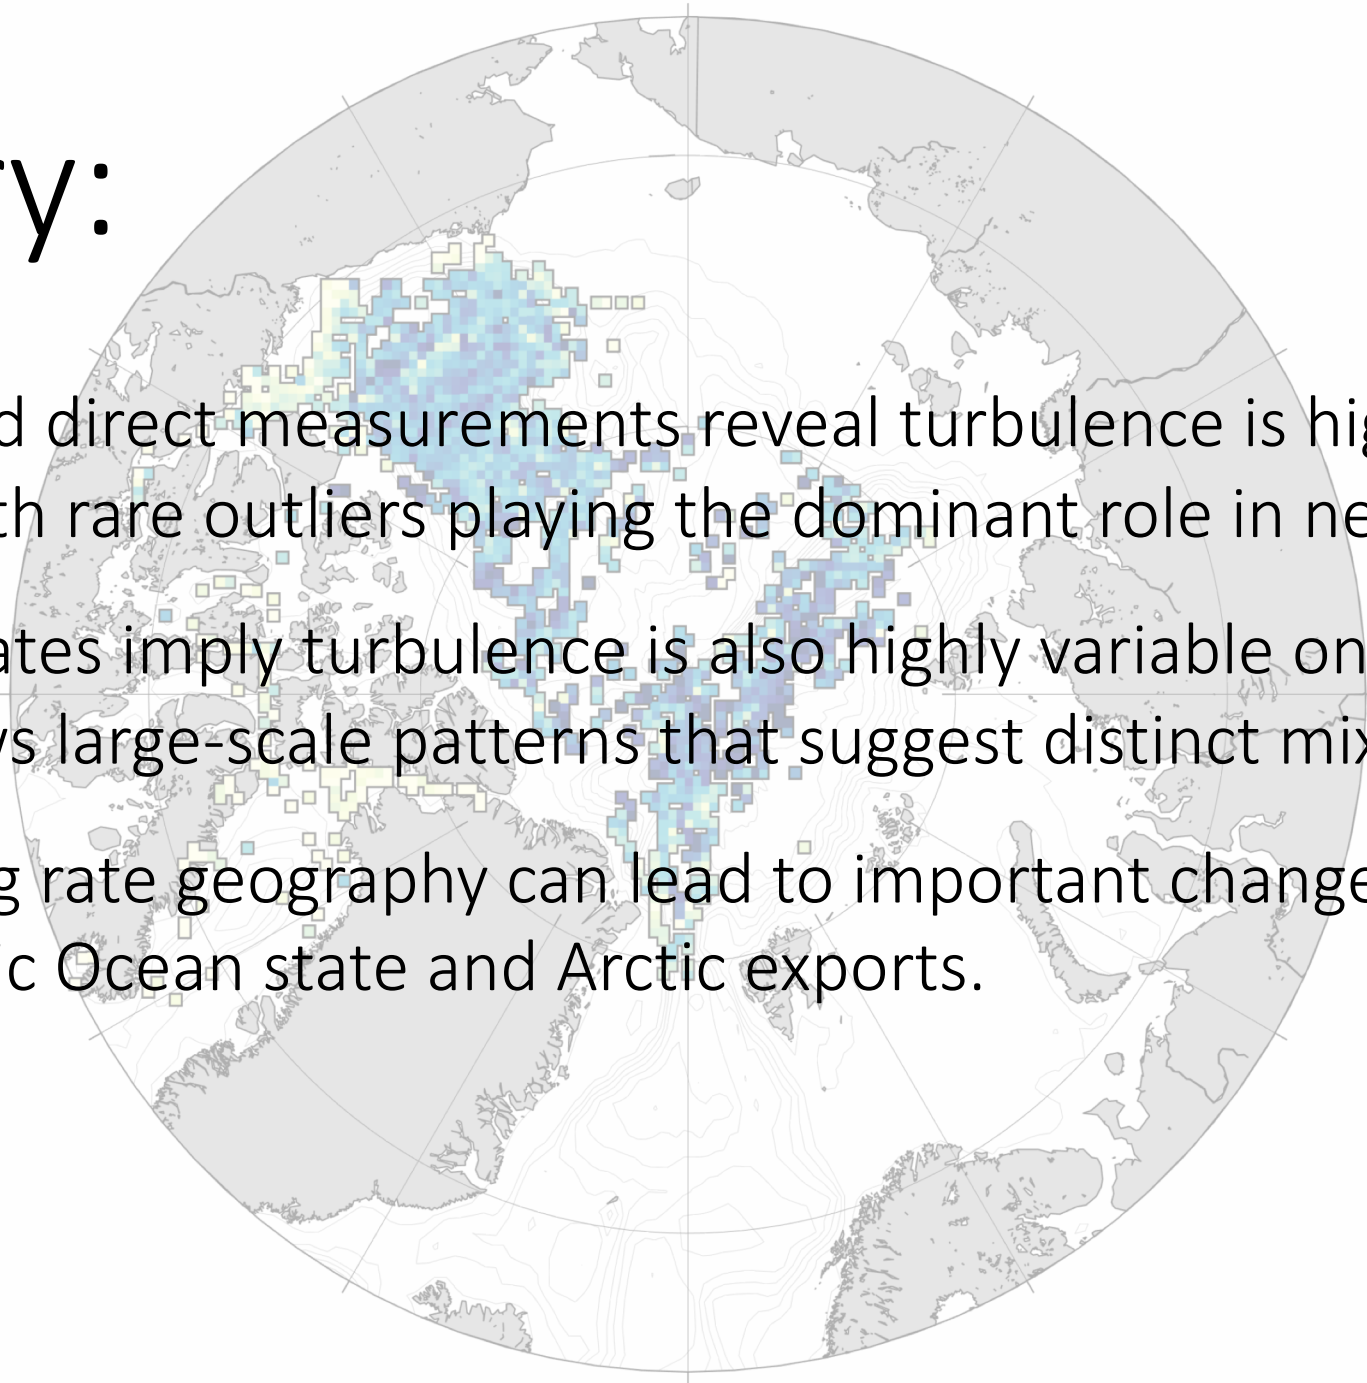 ry:
d direct measurements reveal turbulence is hig
th rare outliers playing the dominant role in ne
ates imply turbulence is also highly variable on
ws large-scale patterns that suggest distinct mix
g rate geography can lead to important change
ic Ocean state and Arctic exports.